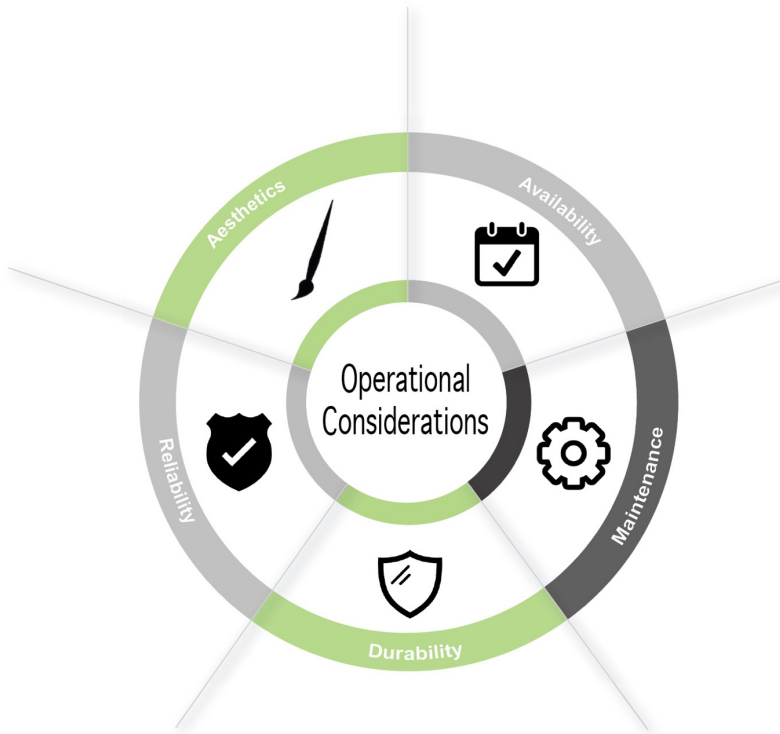 Aesthetics
Availability
Operational
Considerations
Reliability
Maintenance
Durability